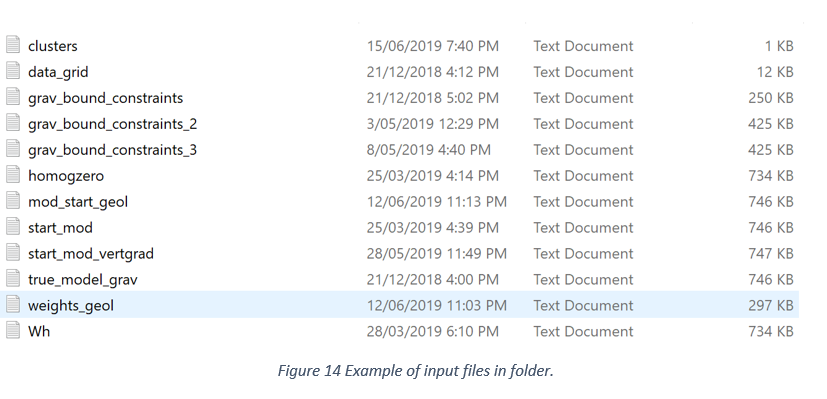 clusters 15/06/2019 7:40 PM Text Document 1 KB
data_grid 21/12/2018 4:12 PM Text Document 12 KB
grav_bound_constraints 21/12/2018 5:02 PM Text Document 250 KB
grav_bound_constraints_2 3/05/2019 12:29 PM Text Document 425 KB
grav_bound_constraints_3 8/05/2019 4:40 PM Text Document 425 KB
homogzero 25/03/2019 4:14 PM Text Document 734 KB
mod_start_geol 12/06/2019 11:13 PM Text Document 746 KB
start_mod 25/03/2019 4:39 PM Text Document 746 KB
start_mod_vertgrad 28/05/2019 11:49 PM Text Document 747 KB
true_model_grav 21/12/2018 4:00 PM Text Document 746 KB
weights_geol 12/06/2019 11:03 PM Text Document 297 KB
Wh 28/03/2019 6:10 PM Text Document 734 KB
Figure 14 Example of input files in folder.